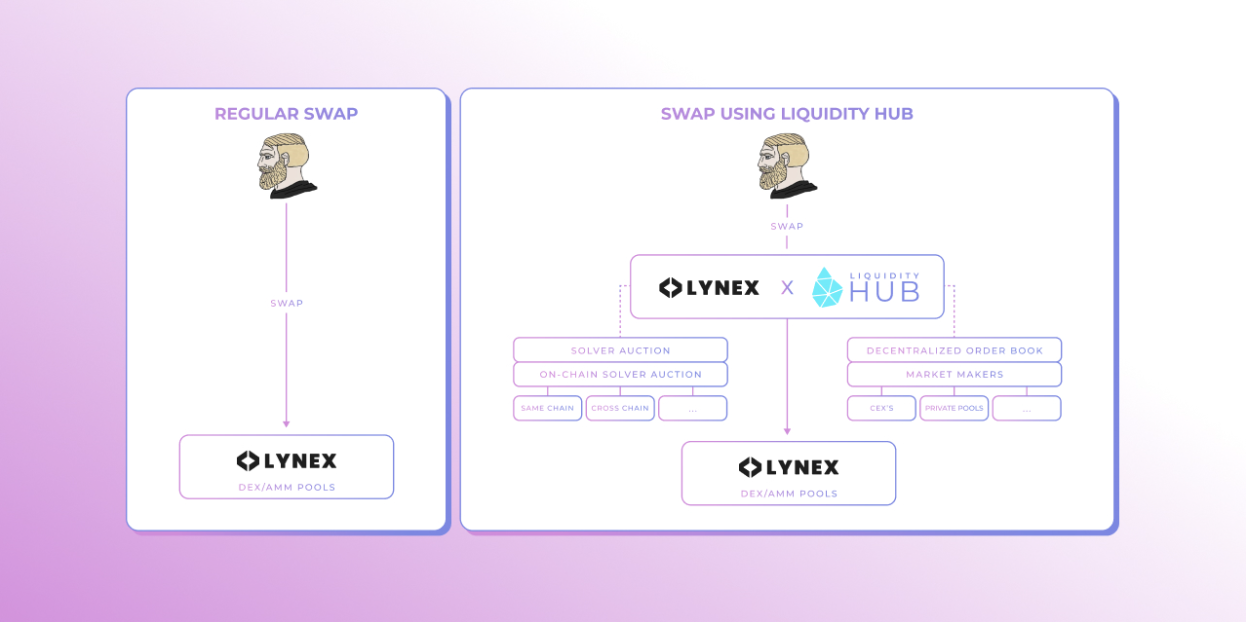 REGULAR SWAP
SWAP
LYNEX
DEX/AMM POOLS
SWAP USING LIQUIDITY HUB
SWAP
LYNEX X LIQUIDITY HUB
SOLVER AUCTION
ON-CHAIN SOLVER AUCTION
SAME CHAIN CROSS CHAIN ...
DECENTRALIZED ORDER BOOK
MARKET MAKERS
CEX'S PRIVATE POOLS ...
LYNEX
DEX/AMM POOLS